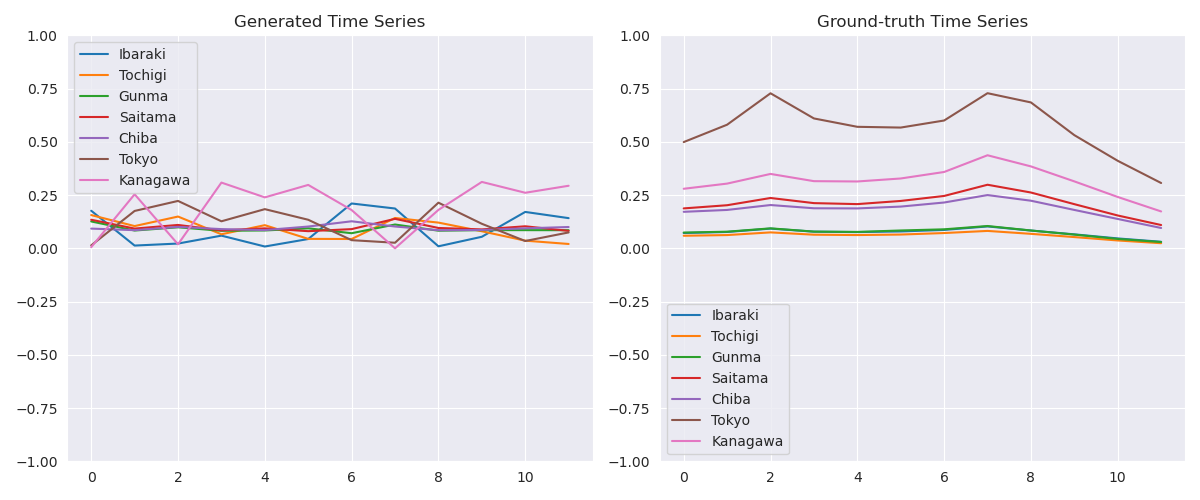 Generated Time Series
1.00
0.75
0.50
0.25
0.00
−0.25
−0.50
−0.75
−1.00
0 2 4 6 8 10
Ibaraki
Tochigi
Gunma
Saitama
Chiba
Tokyo
Kanagawa
Ground-truth Time Series
1.00
0.75
0.50
0.25
0.00
−0.25
−0.50
−0.75
−1.00
0 2 4 6 8 10
Ibaraki
Tochigi
Gunma
Saitama
Chiba
Tokyo
Kanagawa